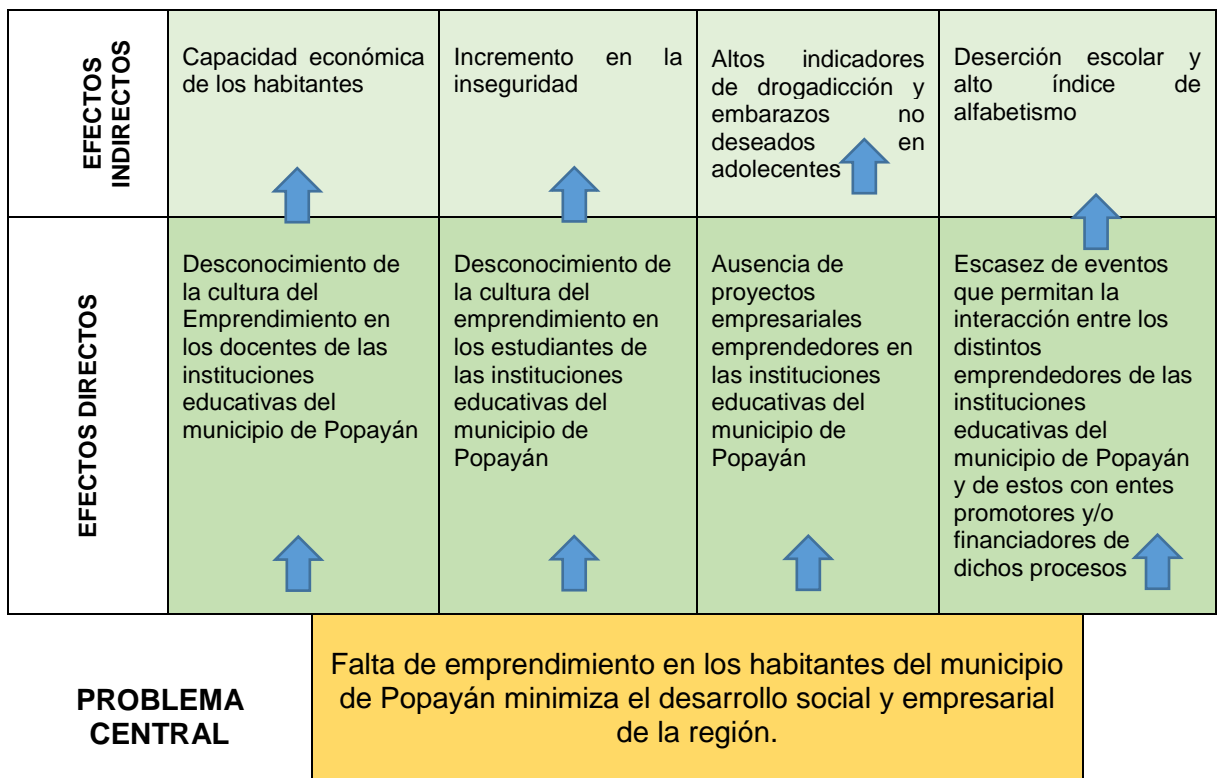 EFECTOS
INDIRECTOS
Capacidad económica
de los habitantes
Incremento en la
inseguridad
Altos indicadores
de drogadicción y
embarazos no
deseados en
adolecentes
Deserción escolar y
alto índice de
alfabetismo
EFECTOS DIRECTOS
Desconocimiento de
la cultura del
Emprendimiento en
los docentes de las
instituciones
educativas del
municipio de Popayán
Desconocimiento de
la cultura del
emprendimiento en
los estudiantes de
las instituciones
educativas del
municipio de
Popayán
Ausencia de
proyectos
empresariales
emprendedores en
las instituciones
educativas del
municipio de
Popayán
Escasez de eventos
que permitan la
interacción entre los
distintos
emprendedores de las
instituciones
educativas del
municipio de Popayán
y de estos con entes
promotores y/o
financiadores de
dichos procesos
PROBLEMA
CENTRAL
Falta de emprendimiento en los habitantes del municipio
de Popayán minimiza el desarrollo social y empresarial
de la región.